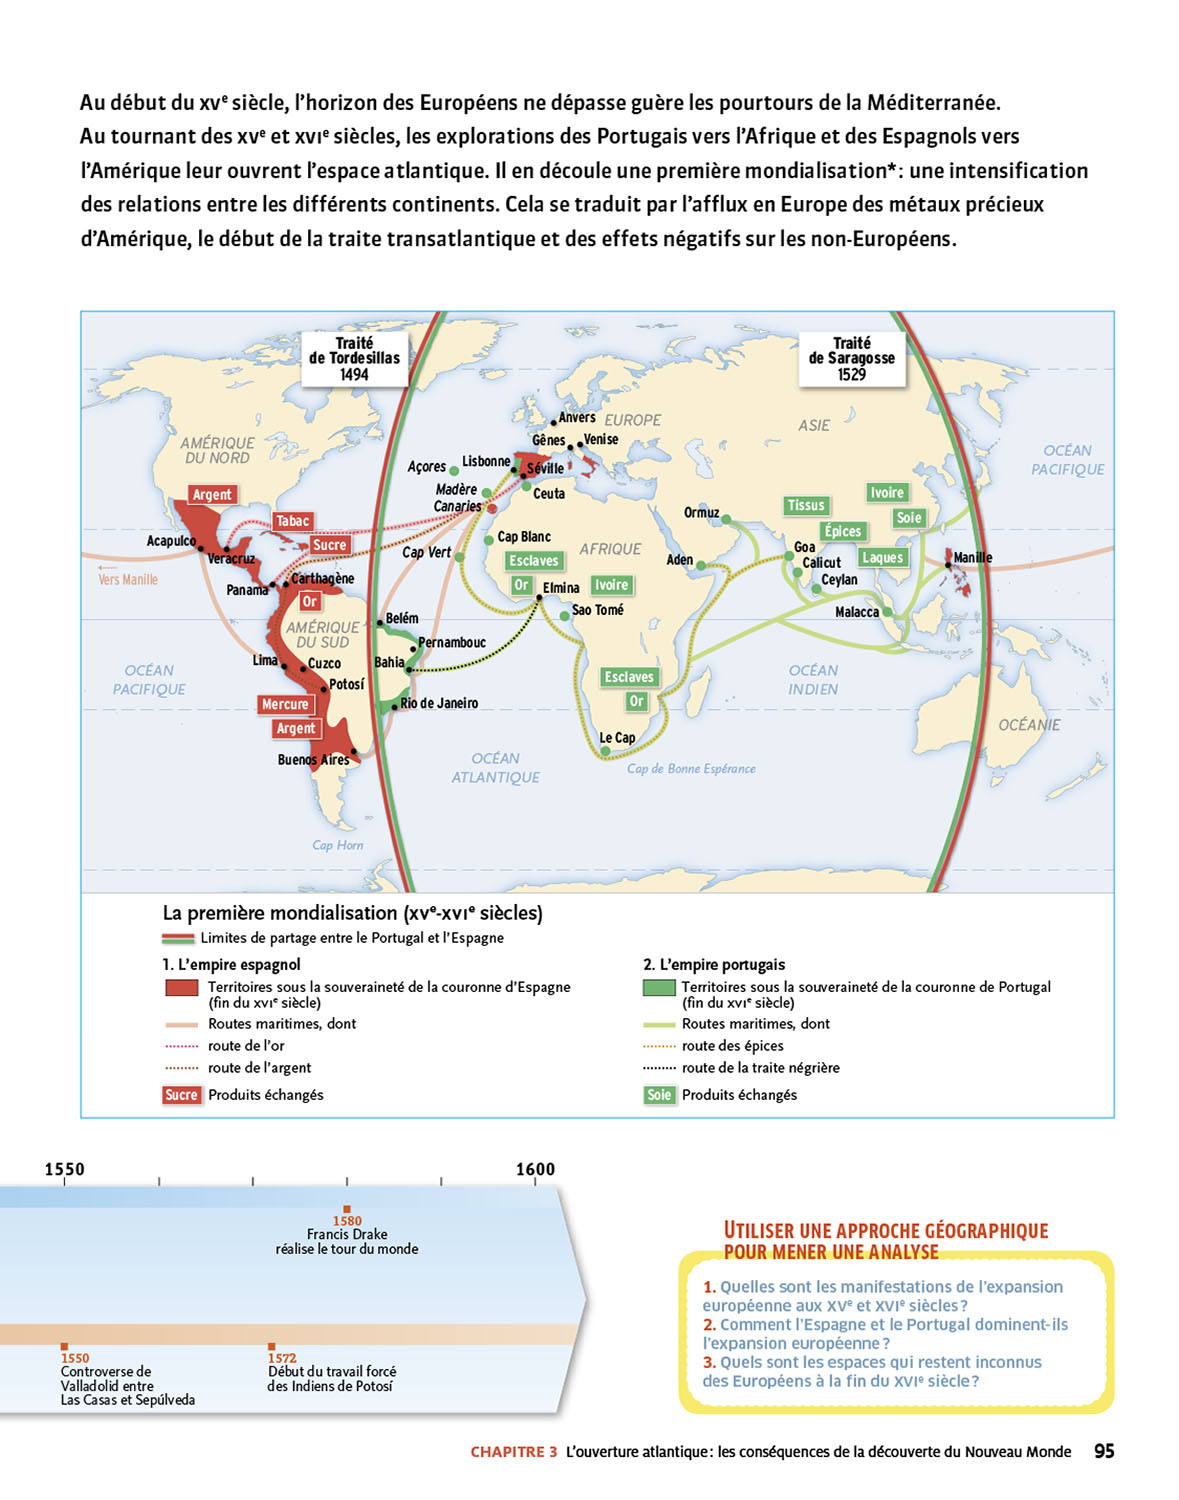 Au début du XVe siècle, l'horizon des Européens ne dépasse guère les pourtours de la Méditerranée.
Au tournant des XVe et XVIe siècles, les explorations des Portugais vers l'Afrique et des Espagnols vers
l'Amérique leur ouvrent l'espace atlantique. Il en découle une première mondialisation* : une intensification
des relations entre les différents continents. Cela se traduit par l'afflux en Europe des métaux précieux
d'Amérique, le début de la traite transatlantique et des effets négatifs sur les non-Européens.
Traité
de Tordesillas
1494
Traité
de Saragosse
1529
AMÉRIQUE
DU NORD
EUROPE
ASIE
OCÉAN
PACIFIQUE
Anvers
Gênes
Venise
Açores
Lisbonne
Séville
Madère
Ceuta
Canaries
Argent
Tabac
Sucre
Acapulco
Veracruz
Vers Manille
Panama
Carthagène
Or
Cap Vert
Cap Blanc
Esclaves
Or
AFRIQUE
Elmina
Ivoire
Sao Tomé
Ormuz
Aden
Tissus
Ivoire
Soie
Épices
Laques
Goa
Calicut
Ceylan
Malacca
Manille
Belém
AMÉRIQUE
DU SUD
Pernambouc
Lima
Cuzco
Bahia
Potosí
Rio de Janeiro
Mercure
Argent
Buenos Aires
OCÉAN
PACIFIQUE
OCÉAN
ATLANTIQUE
Esclaves
Or
Le Cap
Cap de Bonne Espérance
OCÉAN
INDIEN
OCÉANIE
Cap Horn
La première mondialisation (XVe-XVIe siècles)
Limites de partage entre le Portugal et l'Espagne
1. L'empire espagnol
Territoires sous la souveraineté de la couronne d'Espagne
(fin du XVIe siècle)
Routes maritimes, dont
route de l'or
route de l'argent
Sucre Produits échangés
2. L'empire portugais
Territoires sous la souveraineté de la couronne de Portugal
(fin du XVIe siècle)
Routes maritimes, dont
route des épices
route de la traite négrière
Soie Produits échangés
1550
1600
1580
Francis Drake
réalise le tour du monde
1550
Controverse de
Valladolid entre
Las Casas et Sepúlveda
1572
Début du travail forcé
des Indiens de Potosí
UTILISER UNE APPROCHE GÉOGRAPHIQUE
POUR MENER UNE ANALYSE
1. Quelles sont les manifestations de l'expansion
européenne aux XVe et XVIe siècles ?
2. Comment l'Espagne et le Portugal dominent-ils
l'expansion européenne ?
3. Quels sont les espaces qui restent inconnus
des Européens à la fin du XVIe siècle ?
CHAPITRE 3 L'ouverture atlantique : les conséquences de la découverte du Nouveau Monde 95